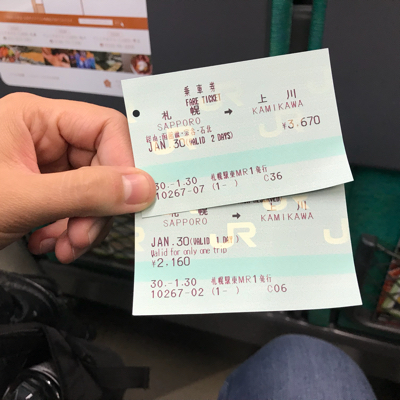 乗車券
FARE TICKET
札幌 → 上川
SAPPORO KAMIKAWA
JAN.30(VALID 2 DAYS) ¥3,670
30.-1.30 札幌駅東MR1発行
10267-07 (1- ) C36
札幌 → 上川
SAPPORO KAMIKAWA
JAN.30(VALID 1 DAY)
Valid for only one trip
¥2,160
30.-1.30 札幌駅東MR1発行
10267-02 (1- ) C06